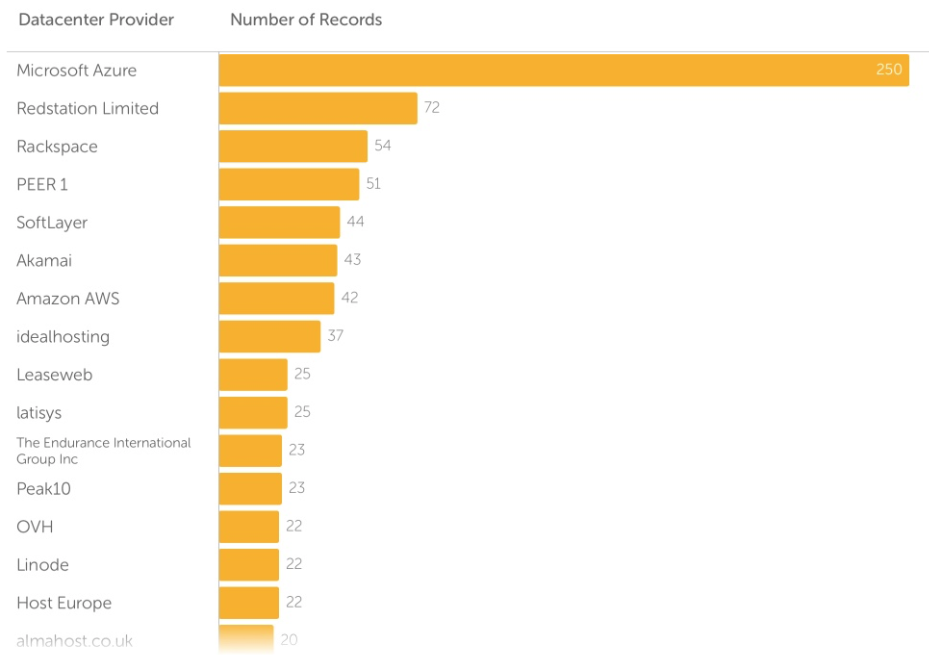 Datacenter Provider Number of Records
Microsoft Azure 250
Redstation Limited 72
Rackspace 54
PEER 1 51
SoftLayer 44
Akamai 43
Amazon AWS 42
idealhosting 37
Leaseweb 25
latisys 25
The Endurance International
Group Inc 23
Peak10 23
OVH 22
Linode 22
Host Europe 22
almahost.co.uk 20